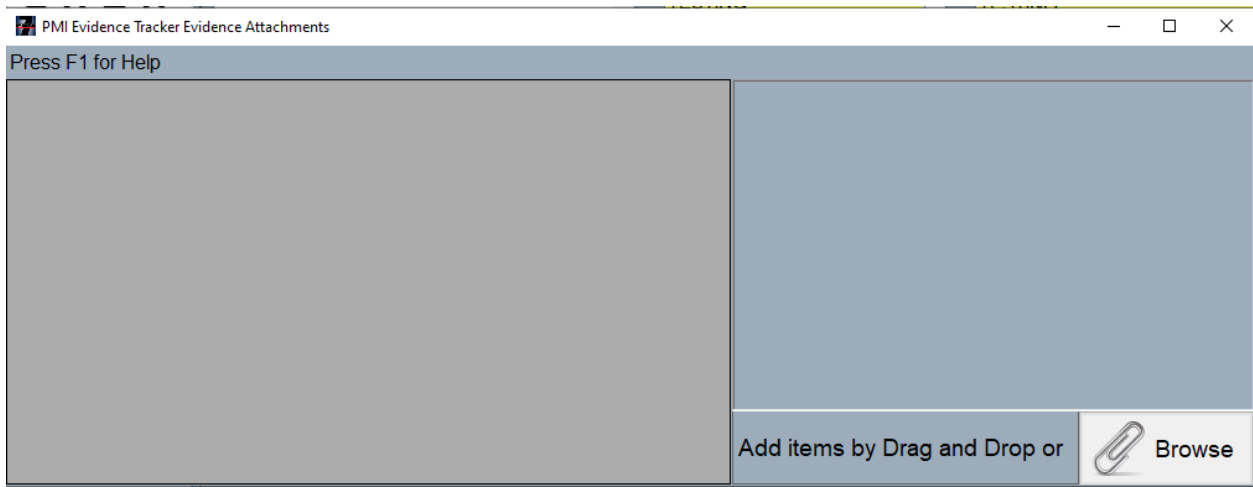 PMI Evidence Tracker Evidence Attachments
Press F1 for Help
Add items by Drag and Drop or
Browse